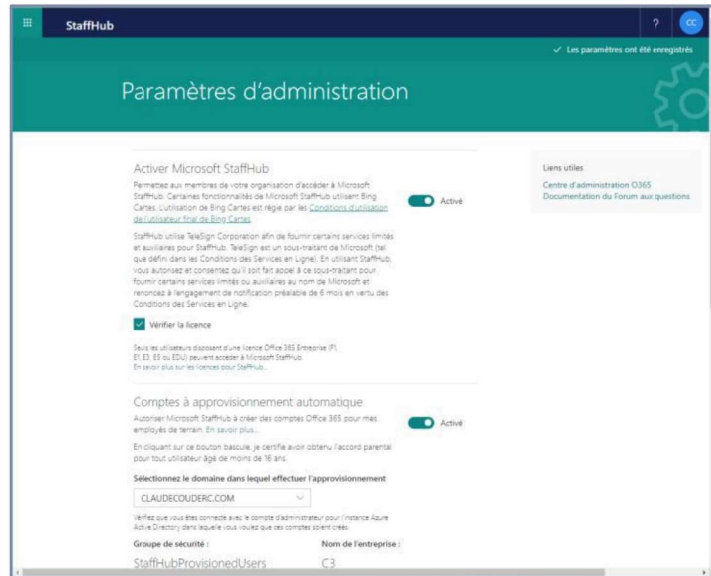 StaffHub
?
CC
✓ Les paramètres ont été enregistrés
Paramètres d'administration
Activer Microsoft StaffHub
Permettez aux membres de votre organisation d'accéder à Microsoft
StaffHub. Certaines fonctionnalités de Microsoft StaffHub utilisent Bing
Cartes. L'utilisation de Bing Cartes est régie par les Conditions d'utilisation
de l'utilisateur final de Bing Cartes.
Activé
StaffHub utilise TeleSign Corporation afin de fournir certains services limités
et auxiliaires pour StaffHub. TeleSign est un sous-traitant de Microsoft (tel
que défini dans les Conditions des Services en Ligne). En utilisant StaffHub,
vous autorisez et consentez qu'il soit fait appel à ce sous-traitant pour
fournir certains services limités ou auxiliaires au nom de Microsoft et
renoncez à l'engagement de notification préalable de 6 mois en vertu des
Conditions des Services en Ligne.
Vérifier la licence
Seuls les utilisateurs disposant d'une licence Office 365 Entreprise (F1,
E1, E3, E5 ou EDU) peuvent accéder à Microsoft StaffHub.
En savoir plus sur les licences pour StaffHub...
Comptes à approvisionnement automatique
Autoriser Microsoft StaffHub à créer des comptes Office 365 pour mes
employés de terrain. En savoir plus...
Activé
En cliquant sur ce bouton bascule, je certifie avoir obtenu l'accord parental
pour tout utilisateur âgé de moins de 16 ans.
Sélectionnez le domaine dans lequel effectuer l'approvisionnement
CLAUDECOUDERC.COM
Vérifiez que vous êtes connecté avec le compte d'administrateur pour l'instance Azure
Active Directory dans laquelle vous voulez que ces comptes soient créés.
Groupe de sécurité :
Nom de l'entreprise :
StaffHubProvisionedUsers
C3
Liens utiles
Centre d'administration O365
Documentation du Forum aux questions